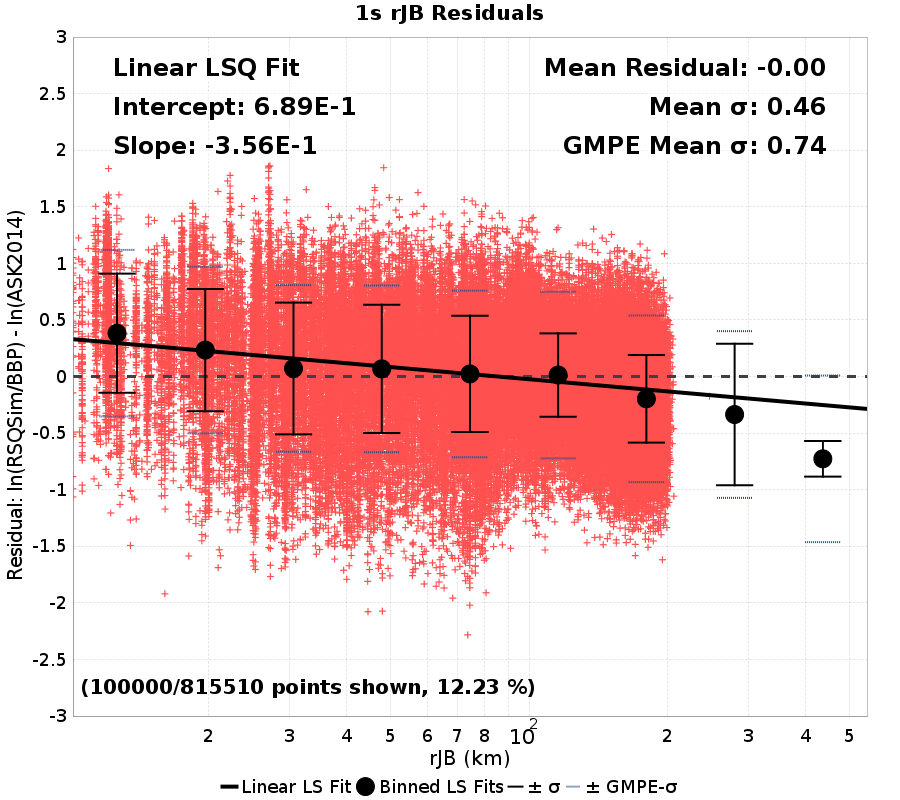 1s rJB Residuals
Linear LSQ Fit
Intercept: 6.89E-1
Slope: -3.56E-1
Mean Residual: -0.00
Mean σ: 0.46
GMPE Mean σ: 0.74
Residual: ln(RSQSim/BBP) - ln(ASK2014)
3
2.5
2
1.5
1
0.5
0
-0.5
-1
-1.5
-2
-2.5
-3
(100000/815510 points shown, 12.23 %)
2 3 4 5 6 7 8 10² 2 3 4 5
rJB (km)
Linear LS Fit Binned LS Fits ± σ ± GMPE-σ